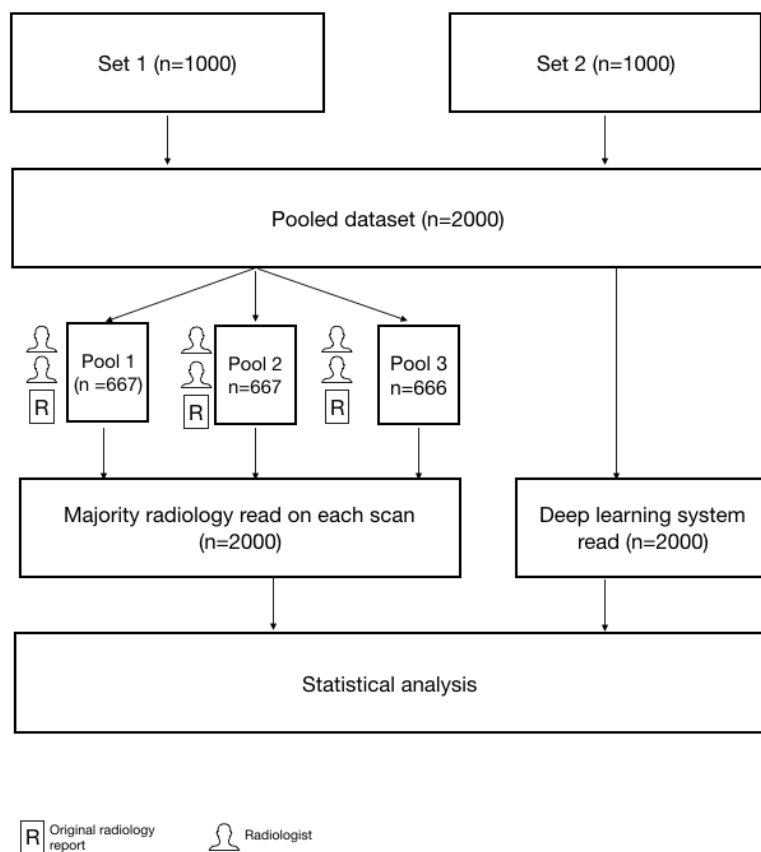 Set 1 (n=1000)
Set 2 (n=1000)
Pooled dataset (n=2000)
Pool 1
(n =667)
R
Pool 2
n=667
R
Pool 3
n=666
R
Majority radiology read on each scan
(n=2000)
Deep learning system
read (n=2000)
Statistical analysis
R
Original radiology
report
Radiologist